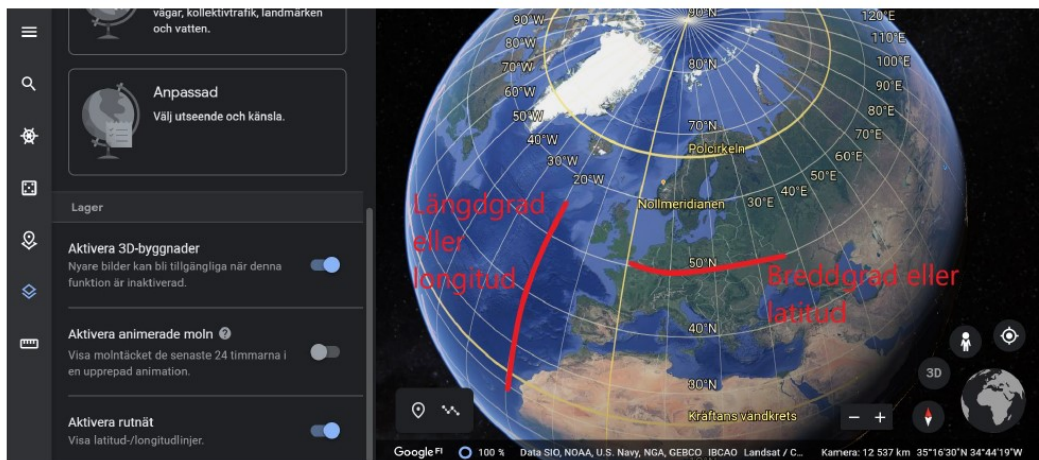 vägar, kollektivtrafik, landmärken
och vatten.
Anpassad
Välj utseende och känsla.
Lager
Aktivera 3D-byggnader
Nyare bilder kan bli tillgängliga när denna
funktion är inaktiverad.
Aktivera animerade moln
Visa molntäcket de senaste 24 timmarna i
en upprepad animation.
Aktivera rutnät
Visa latitud-/longitudlinjer.
90°W
80°W
70°W
60°W
50°W
40°W
30°W
20°W
90°N
80°N
70°N
Polcirkeln
Nollmeridianen
120°E
110°E
100°E
90°E
80°E
70°E
60°E
50°E
40°E
30°E
Längdgrad
eller
longitud
50°N
Breddgrad eller
latitud
40°N
30°N
Kräftans vändkrets
3D
Google FI
100 %
Data SIO, NOAA, U.S. Navy, NGA, GEBCO IBCAO Landsat / C...
Kamera: 12 537 km 35°16'30"N 34°44'19"W